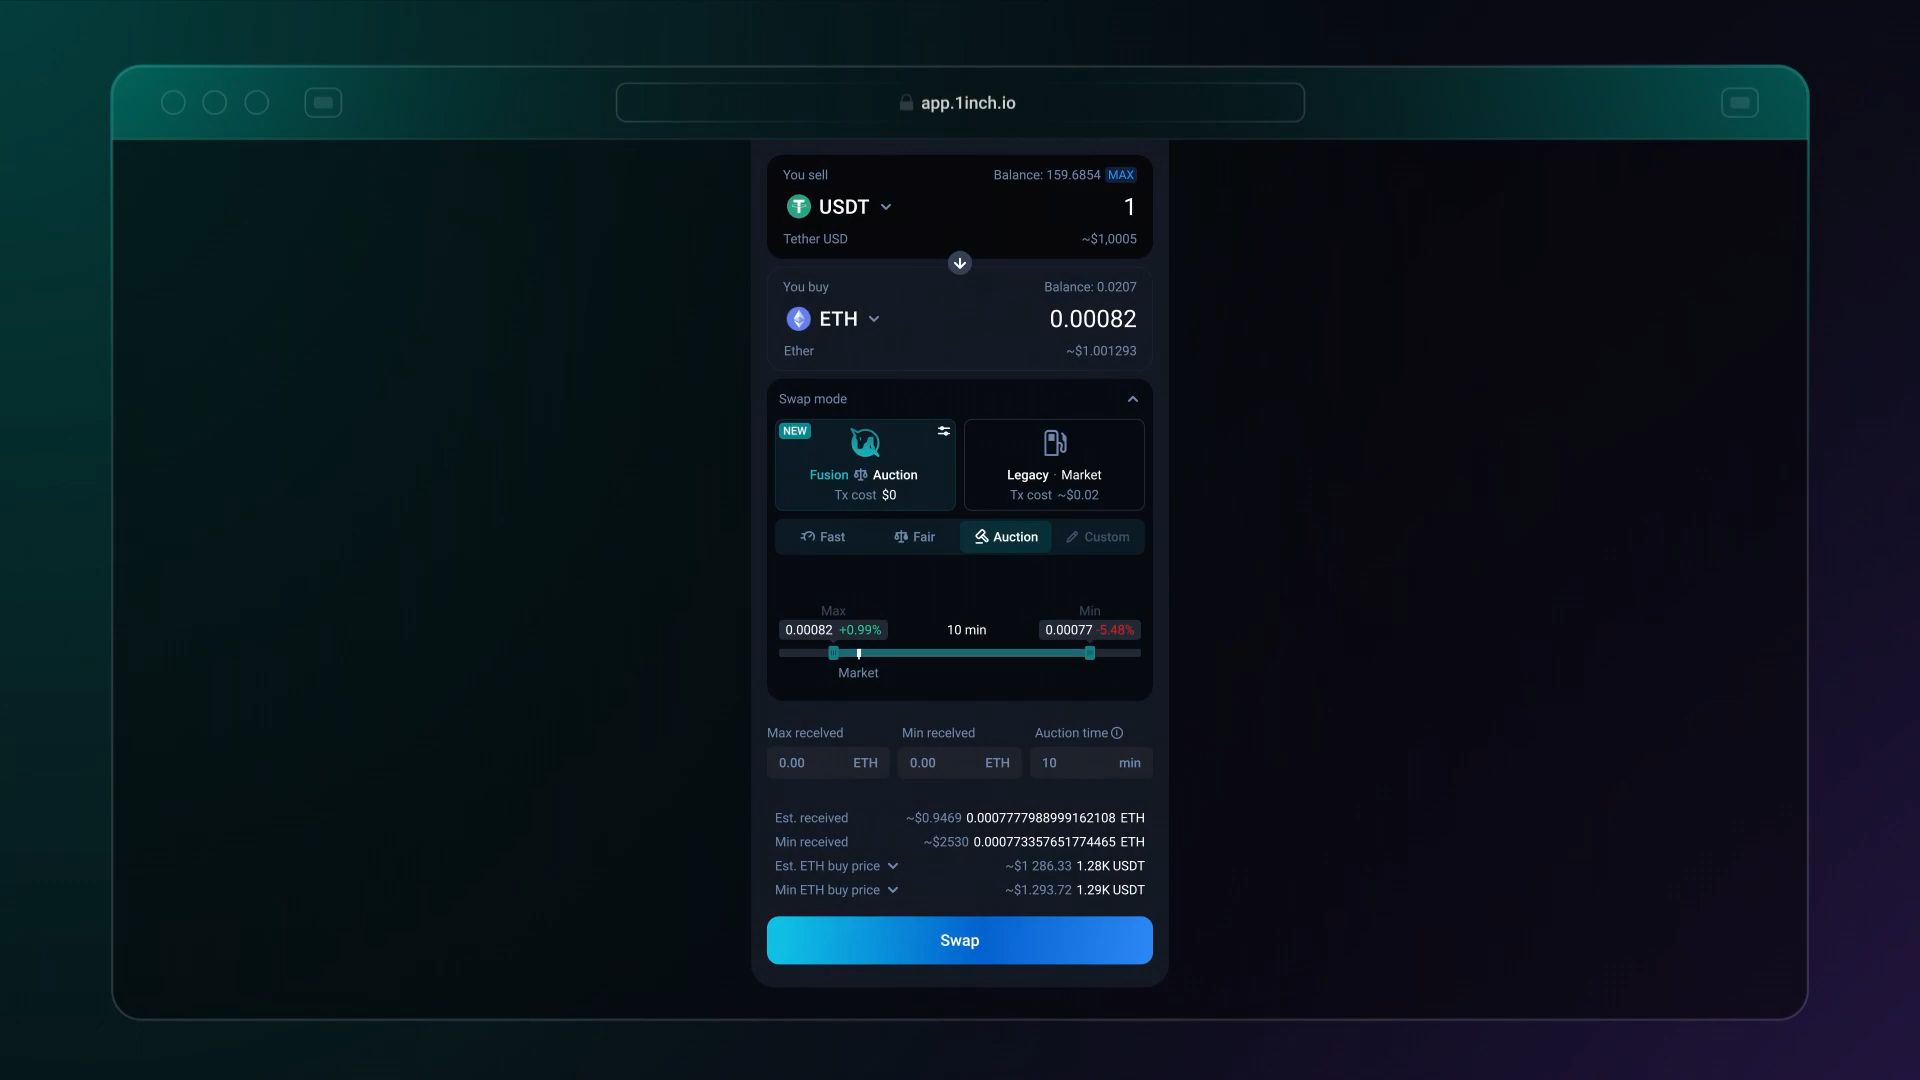 app.1inch.io
You sell Balance: 159.6854 MAX
USDT 1
Tether USD ~$1,0005
You buy Balance: 0.0207
ETH 0.00082
Ether ~$1.001293
Swap mode
NEW
Fusion Auction Legacy · Market
Tx cost $0 Tx cost ~$0.02
Fast Fair Auction Custom
Max Min
0.00082 +0.99% 10 min 0.00077 -5.48%
Market
Max recelved Min received Auction time
0.00 ETH 0.00 ETH 10 min
Est. received ~$0.9469 0.0007777988999162108 ETH
Min received ~$2530 0.000773357651774465 ETH
Est. ETH buy price ~$1 286.33 1.28K USDT
Min ETH buy price ~$1.293.72 1.29K USDT
Swap